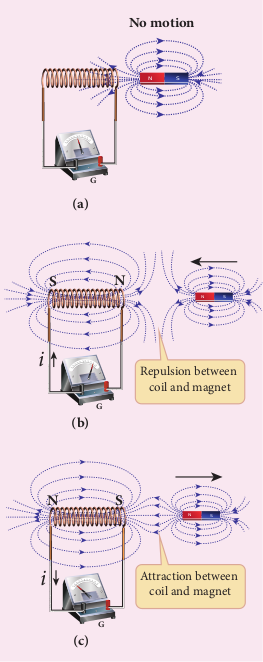 No motion
N S
G
(a)
S N
N S
i
Repulsion between
coil and magnet
G
(b)
N S
N S
i
Attraction between
coil and magnet
G
(c)